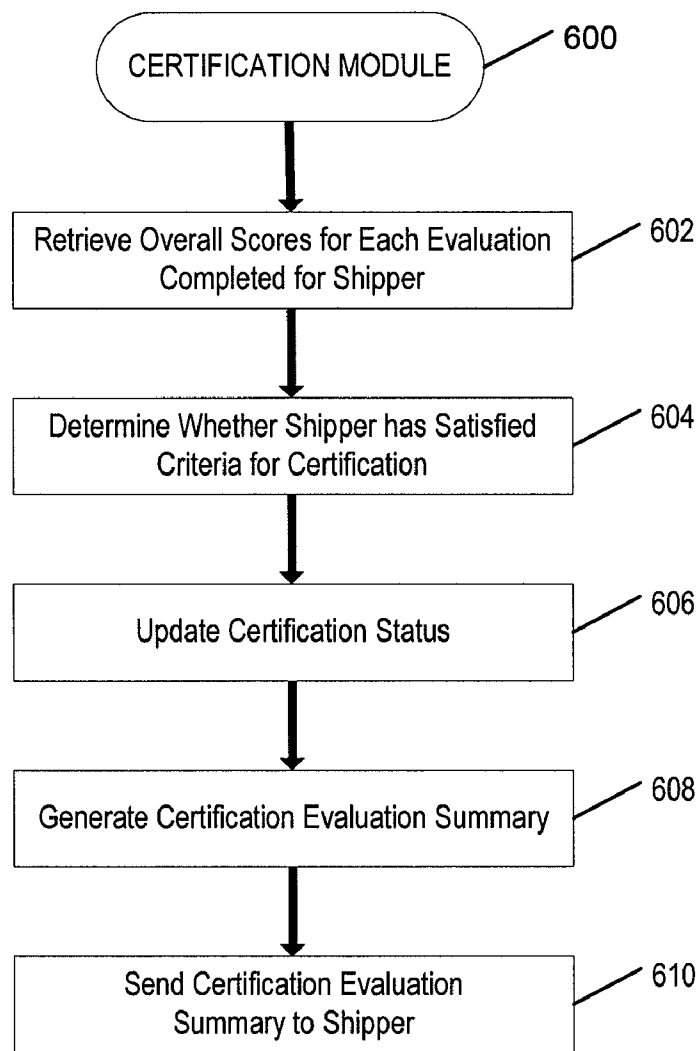 CERTIFICATION MODULE
600
Retrieve Overall Scores for Each Evaluation
Completed for Shipper
602
Determine Whether Shipper has Satisfied
Criteria for Certification
604
Update Certification Status
606
Generate Certification Evaluation Summary
608
Send Certification Evaluation
Summary to Shipper
610